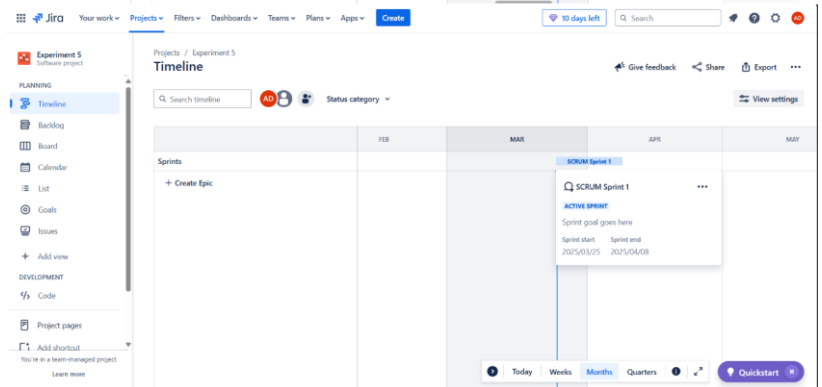 Jira Your work Projects Filters Dashboards Teams Plans Apps Create 10 days left Search AD
Experiment 5
Software project
PLANNING
Timeline
Backlog
Board
Calendar
List
Goals
Issues
Add view
DEVELOPMENT
Code
Project pages
Add shortcut
You're in a team-managed project
Learn more
Projects / Experiment 5
Timeline
Give feedback Share Export
Search timeline AD Status category View settings
FEB MAR APR MAY
Sprints SCRUM Sprint 1
+ Create Epic
SCRUM Sprint 1
ACTIVE SPRINT
Sprint goal goes here
Sprint start Sprint end
2025/03/25 2025/04/08
Today Weeks Months Quarters Quickstart